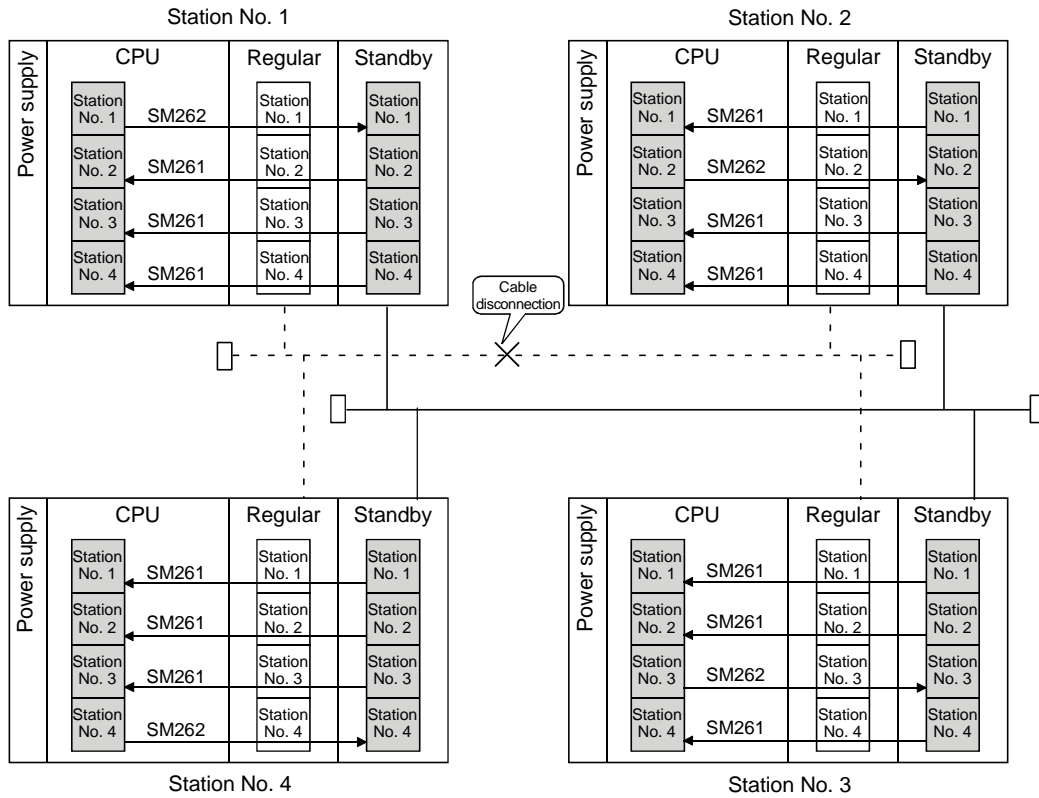 Station No. 1
Power supply
CPU
Regular
Standby
Station
No. 1
SM262
Station
No. 1
Station
No. 1
Station
No. 2
SM261
Station
No. 2
Station
No. 2
Station
No. 3
SM261
Station
No. 3
Station
No. 3
Station
No. 4
SM261
Station
No. 4
Station
No. 4
Station No. 2
Power supply
CPU
Regular
Standby
Station
No. 1
SM261
Station
No. 1
Station
No. 1
Station
No. 2
SM262
Station
No. 2
Station
No. 2
Station
No. 3
SM261
Station
No. 3
Station
No. 3
Station
No. 4
SM261
Station
No. 4
Station
No. 4
Cable
disconnection
Power supply
CPU
Regular
Standby
Station
No. 1
SM261
Station
No. 1
Station
No. 1
Station
No. 2
SM261
Station
No. 2
Station
No. 2
Station
No. 3
SM261
Station
No. 3
Station
No. 3
Station
No. 4
SM262
Station
No. 4
Station
No. 4
Station No. 4
Power supply
CPU
Regular
Standby
Station
No. 1
SM261
Station
No. 1
Station
No. 1
Station
No. 2
SM261
Station
No. 2
Station
No. 2
Station
No. 3
SM262
Station
No. 3
Station
No. 3
Station
No. 4
SM261
Station
No. 4
Station
No. 4
Station No. 3